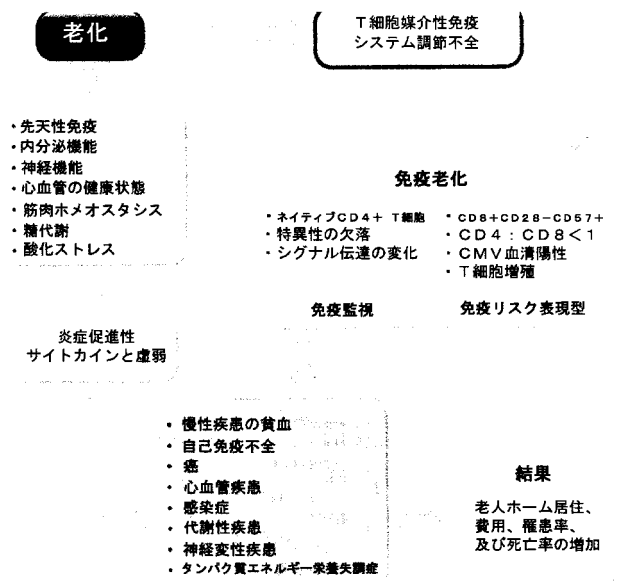 老化
T細胞媒介性免疫
システム調節不全
・先天性免疫
・内分泌機能
・神経機能
・心血管の健康状態
・筋肉ホメオスタシス
・糖代謝
・酸化ストレス
免疫老化
・ネイティブCD4+ T細胞
・特異性の欠落
・シグナル伝達の変化
・CD8+CD28-CD57+
・CD4:CD8<1
・CMV血清陽性
・T細胞増殖
免疫監視
免疫リスク表現型
炎症促進性
サイトカインと虚弱
・慢性疾患の貧血
・自己免疫不全
・癌
・心血管疾患
・感染症
・代謝性疾患
・神経変性疾患
・タンパク質エネルギー栄養失調症
結果
老人ホーム居住、
費用、罹患率、
及び死亡率の増加